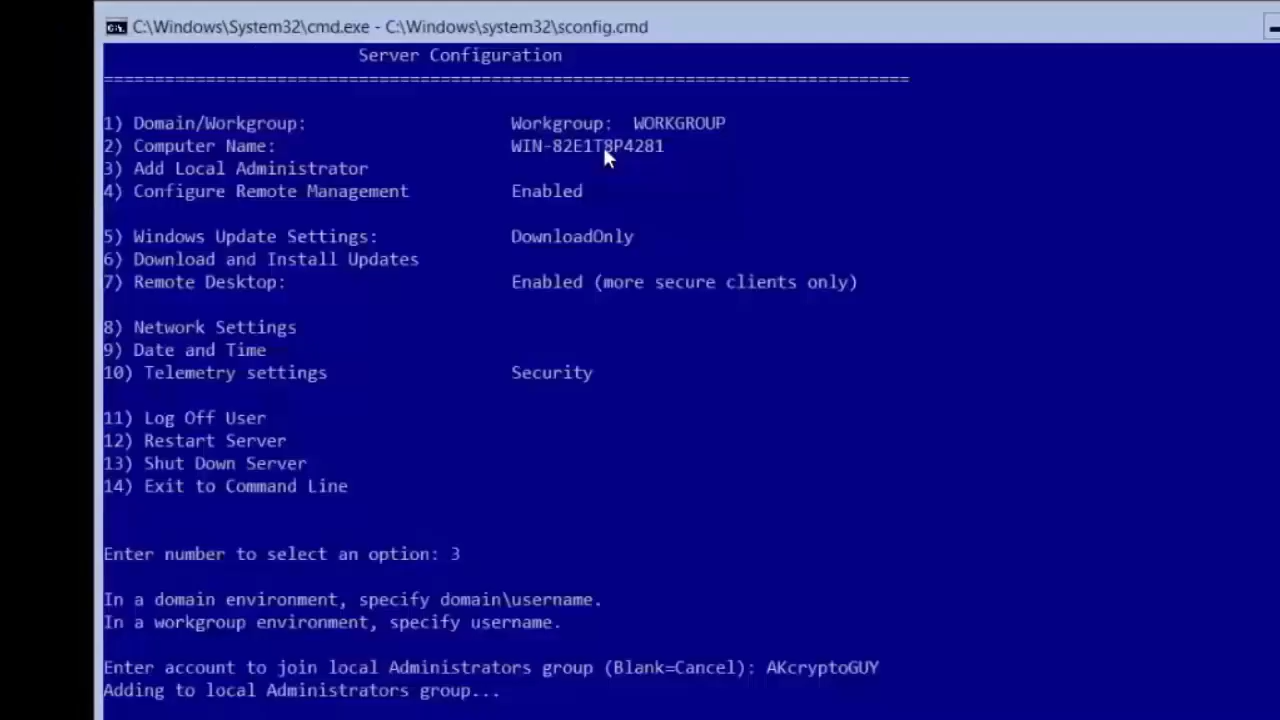 C:\Windows\System32\cmd.exe - C:\Windows\system32\sconfig.cmd
Server Configuration
===============================================================================
1) Domain/Workgroup: Workgroup: WORKGROUP
2) Computer Name: WIN-82E1T8P4281
3) Add Local Administrator
4) Configure Remote Management Enabled
5) Windows Update Settings: DownloadOnly
6) Download and Install Updates
7) Remote Desktop: Enabled (more secure clients only)
8) Network Settings
9) Date and Time
10) Telemetry settings Security
11) Log Off User
12) Restart Server
13) Shut Down Server
14) Exit to Command Line
Enter number to select an option: 3
In a domain environment, specify domain\username.
In a workgroup environment, specify username.
Enter account to join local Administrators group (Blank=Cancel): AKcryptoGUY
Adding to local Administrators group...